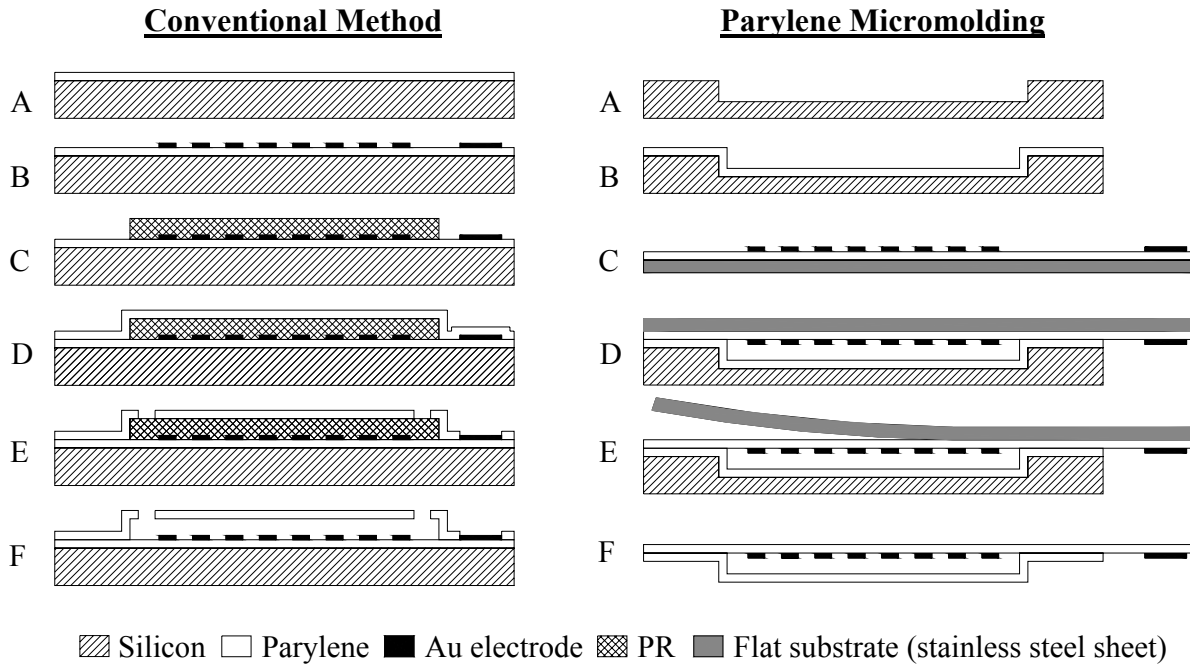 Conventional Method
A
B
C
D
E
F
Parylene Micromolding
A
B
C
D
E
F
Silicon Parylene Au electrode PR Flat substrate (stainless steel sheet)